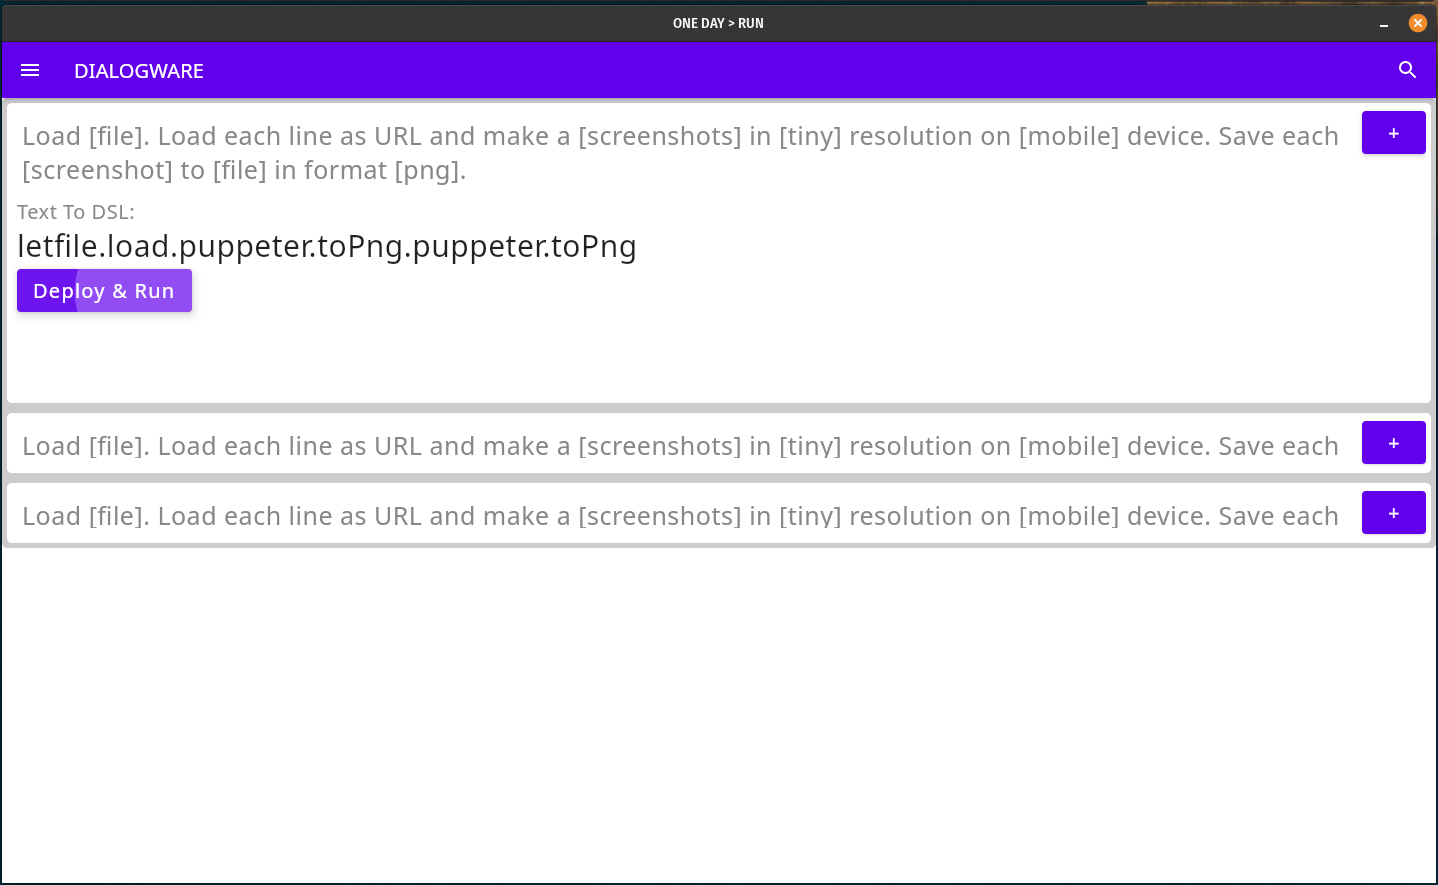 ONE DAY > RUN
DIALOGWARE
Load [file]. Load each line as URL and make a [screenshots] in [tiny] resolution on [mobile] device. Save each
[screenshot] to [file] in format [png].
+
Text To DSL:
letfile.load.puppeter.toPng.puppeter.toPng
Deploy & Run
Load [file]. Load each line as URL and make a [screenshots] in [tiny] resolution on [mobile] device. Save each
+
Load [file]. Load each line as URL and make a [screenshots] in [tiny] resolution on [mobile] device. Save each
+